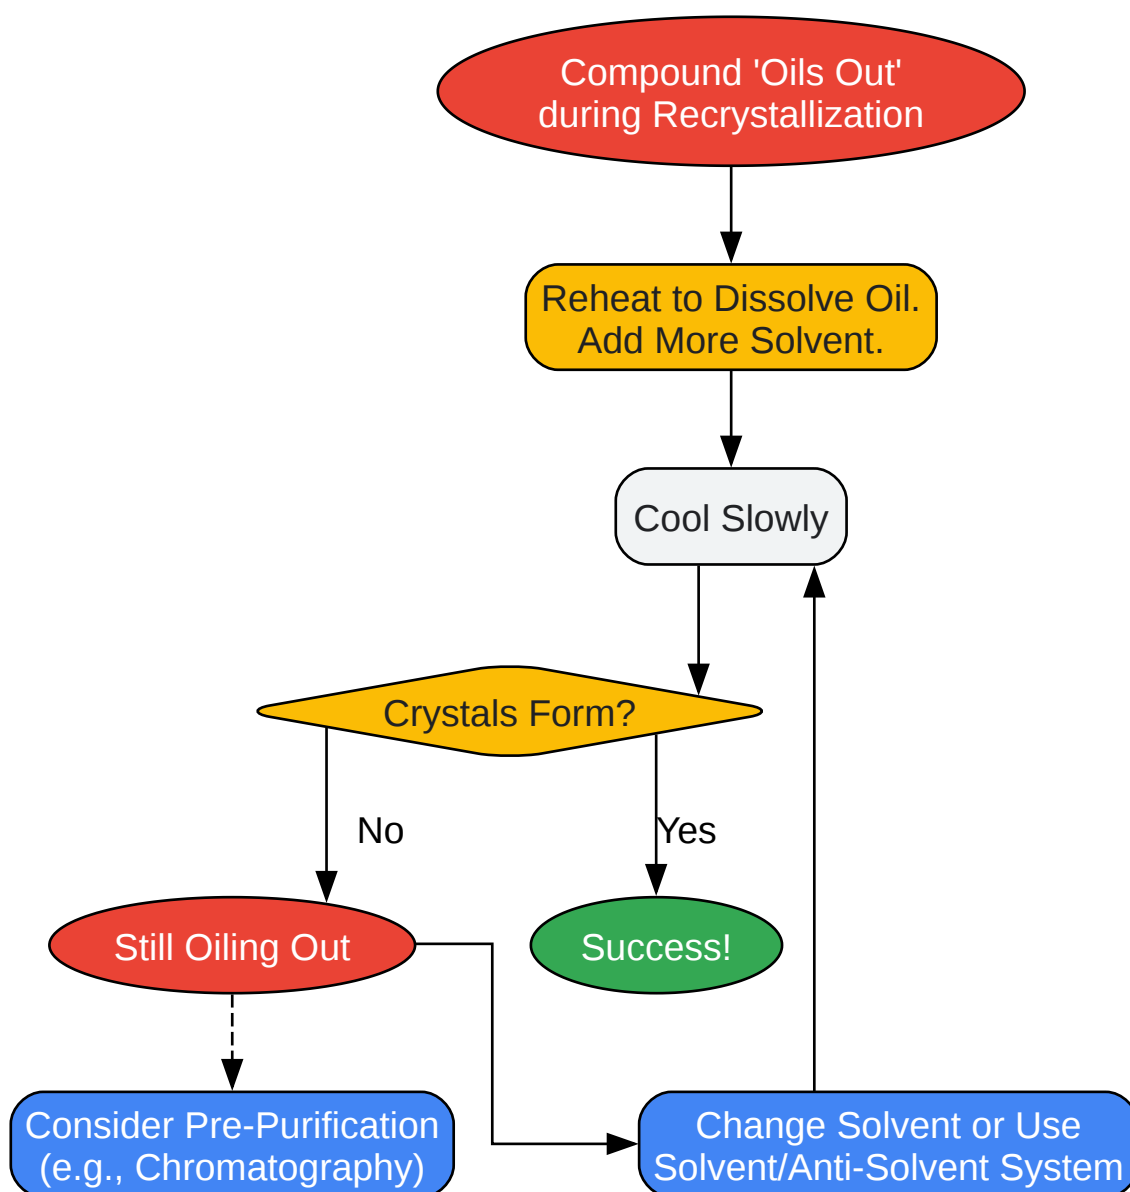 Compound 'Oils Out'
during Recrystallization
Reheat to Dissolve Oil.
Add More Solvent.
Cool Slowly
Crystals Form?
No
Yes
Still Oiling Out
Success!
Consider Pre-Purification
(e.g., Chromatography)
Change Solvent or Use
Solvent/Anti-Solvent System